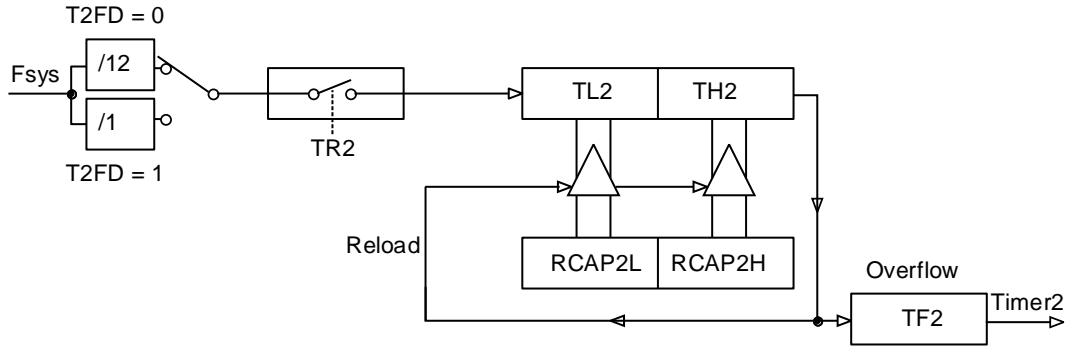 T2FD = 0
Fsys
/12
/1
T2FD = 1
TR2
TL2
TH2
Reload
RCAP2L
RCAP2H
Overflow
TF2
Timer2